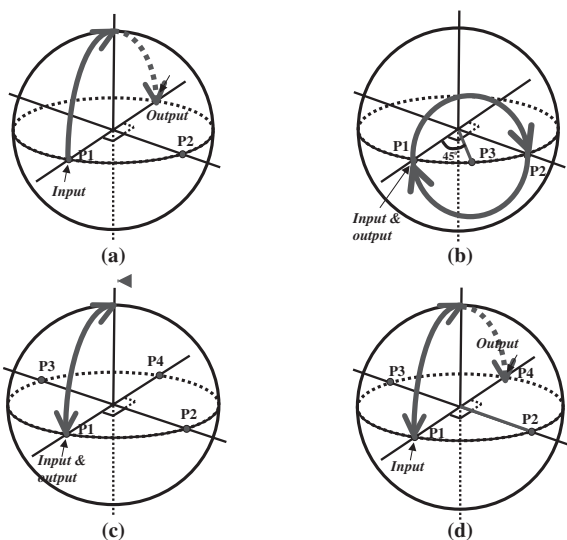 Output
P2
P1
Input
(a)
P1
45°
P3
P2
Input &
output
(b)
P3
P4
P2
P1
Input &
output
(c)
Output
P3
P4
P2
P1
Input
(d)